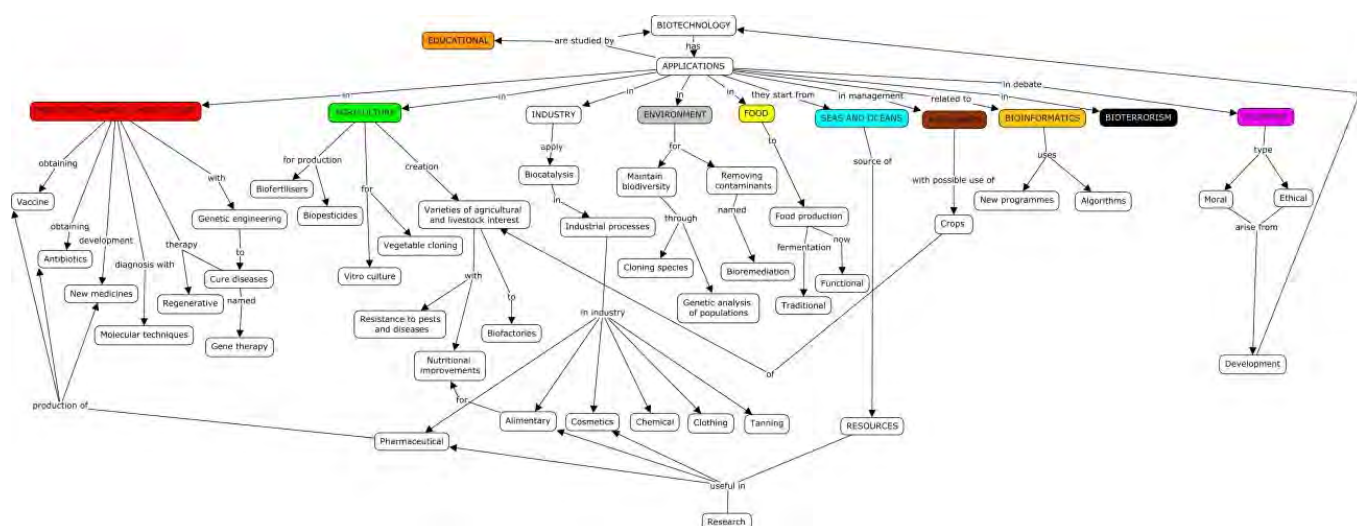 BIOTECHNOLOGY
EDUCATIONAL
are studied by
has
APPLICATIONS
in debate
in
in
in
in
in
they start from
in management
related to
in
AGRICULTURE
INDUSTRY
ENVIRONMENT
FOOD
SEAS AND OCEANS
BIOINFORMATICS
BIOTERRORISM
obtaining
for production
creation
apply
for
to
source of
uses
type
with
Vaccine
Biofertilisers
Biopesticides
for
Biocatalysis
Maintain
biodiversity
Removing
contaminants
with possible use of
New programmes
Algorithms
Moral
Ethical
Genetic engineering
Varieties of agricultural
and livestock interest
in
through
named
Food production
Crops
arise from
obtaining
development
therapy
to
Vegetable cloning
Industrial processes
fermentation
now
Antibiotics
diagnosis with
Cure diseases
Vitro culture
with
to
Cloning species
Bioremediation
Functional
New medicines
Regenerative
named
Genetic analysis
of populations
Traditional
Molecular techniques
Gene therapy
Resistance to pests
and diseases
Biofactories
in industry
Nutritional
improvements
of
Development
production of
for
Alimentary
Cosmetics
Chemical
Clothing
Tanning
RESOURCES
Pharmaceutical
useful in
Research